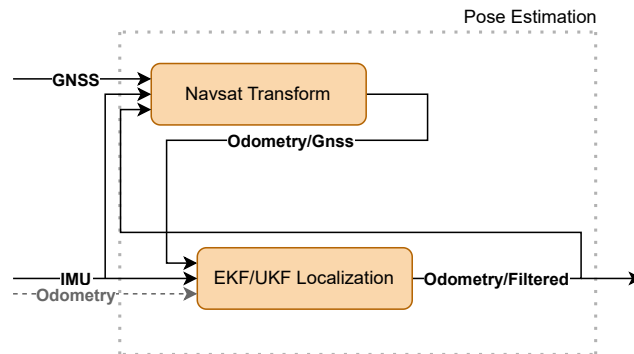 Pose Estimation
GNSS
Navsat Transform
Odometry/Gnss
IMU
EKF/UKF Localization
Odometry/Filtered
Odometry